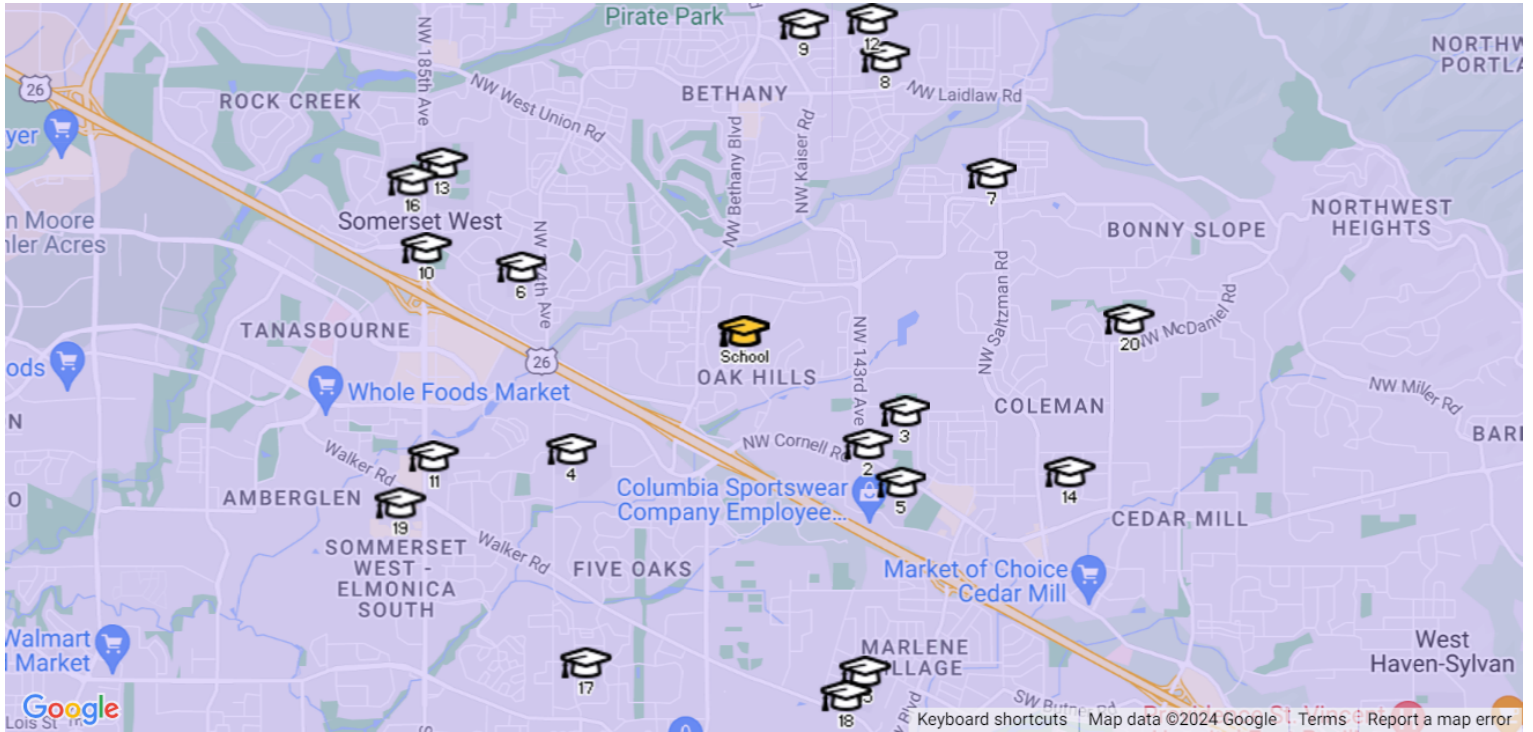 Pirate Park
9
12
8
NORTHW
PORTLA
26
NW 185th Ave
ROCK CREEK
NW West Union Rd
BETHANY
NW Laidlaw Rd
yer
NW Bethany Blvd
NW Kaiser Rd
13
16
7
n Moore
hler Acres
Somerset West
BONNY SLOPE
NORTHWEST
HEIGHTS
10
6
TANASBOURNE
26
School
OAK HILLS
NW 143rd Ave
NW Saltzman Rd
20
NW McDaniel Rd
ods
Whole Foods Market
NW Miller Rd
N
3
COLEMAN
BARI
Walker Rd
11
4
NW Cornell Rd
2
O
AMBERGLEN
19
Columbia Sportswear
Company Employee...
5
14
CEDAR MILL
SOMMERSET
WEST -
ELMONICA
SOUTH
Walker Rd
FIVE OAKS
Market of Choice
Cedar Mill
Walmart
Market
17
MARLENE
18
West
Haven-Sylvan
Google
Lois St
Keyboard shortcuts
Map data ©2024 Google
Terms
Report a map error